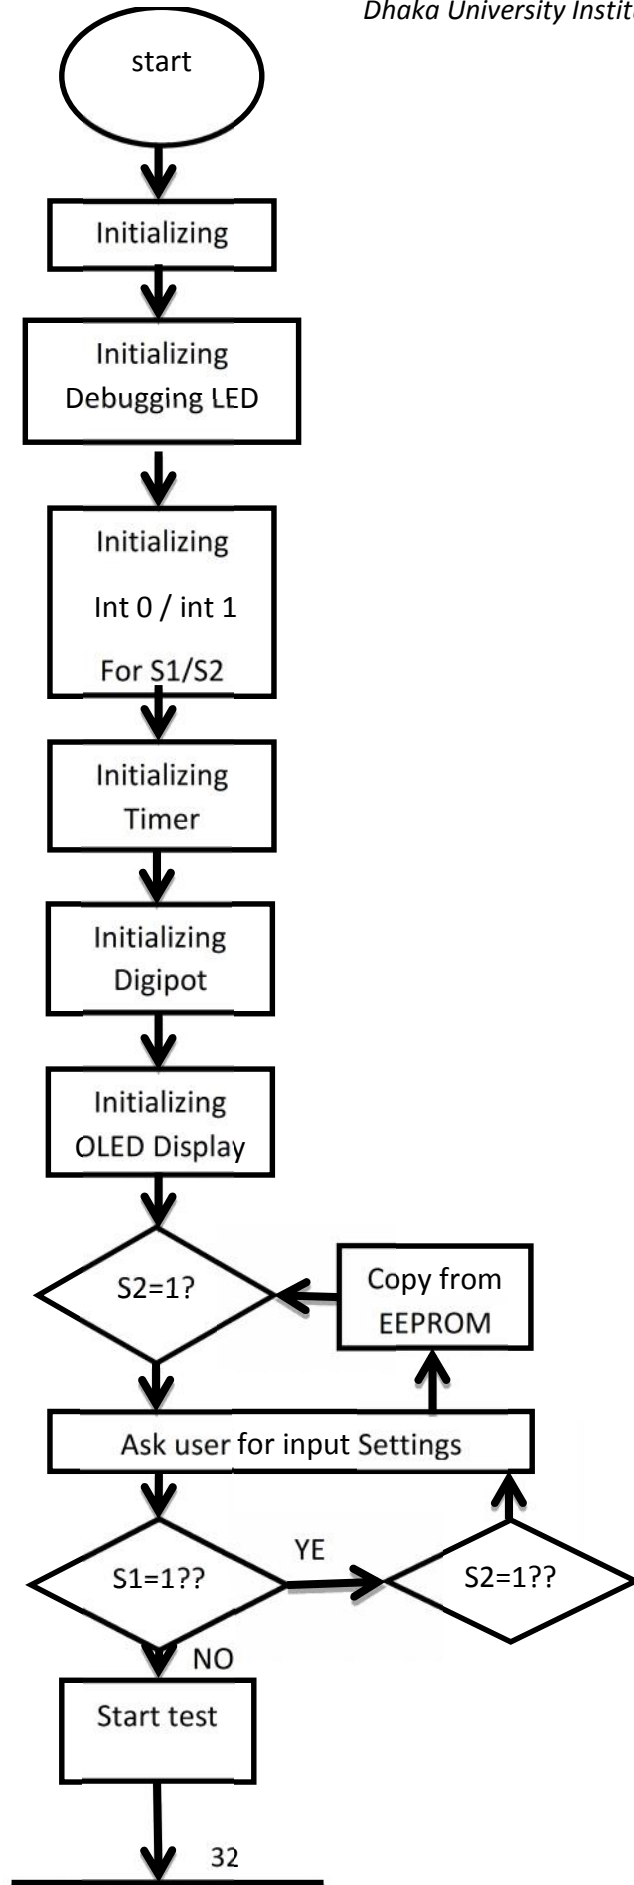 Dhaka University Institu
start
Initializing
Initializing
Debugging LED
Initializing
Int 0 / int 1
For S1/S2
Initializing
Timer
Initializing
Digipot
Initializing
OLED Display
S2=1?
Copy from
EEPROM
Ask user for input Settings
S1=1??
YE
S2=1??
NO
Start test
32